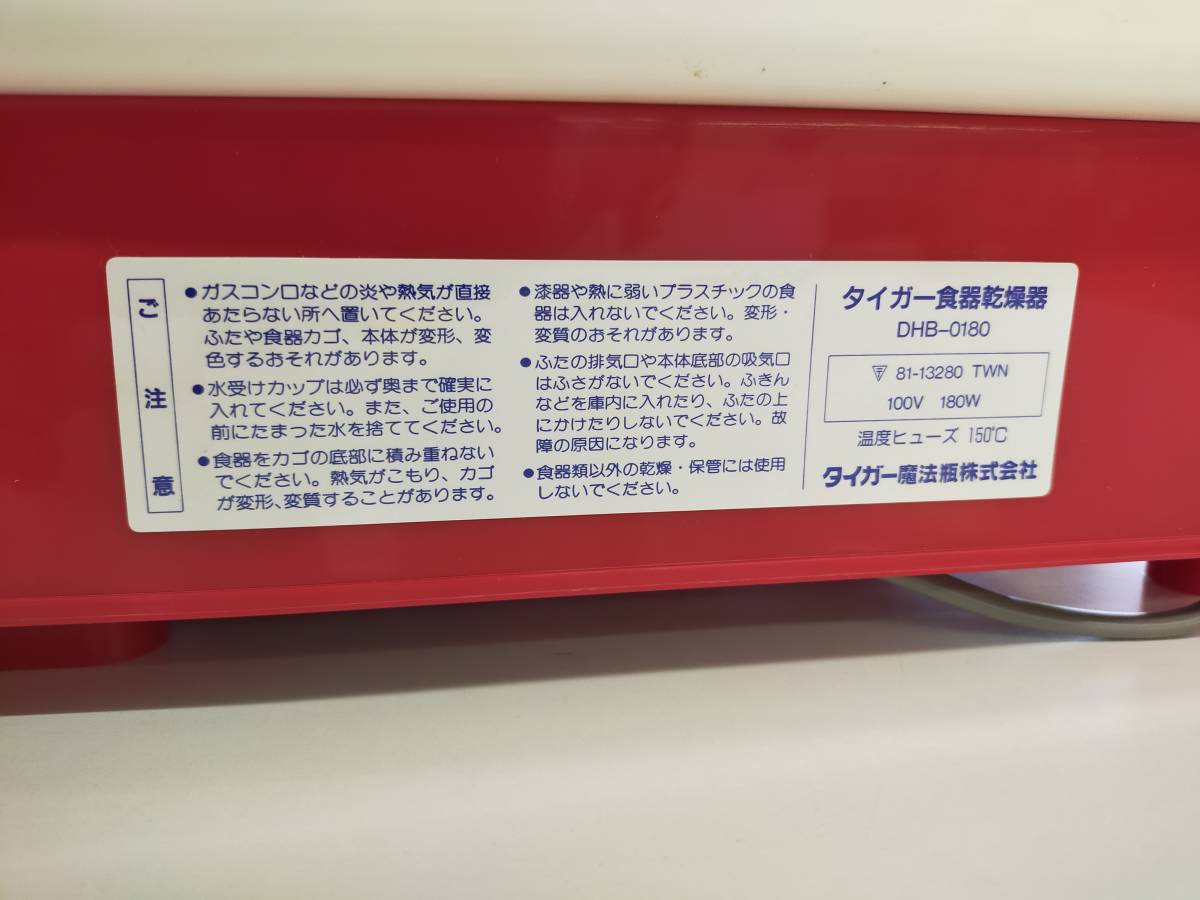 ご注意
●ガスコンロなどの炎や熱気が直接
あたらない所へ置いてください。
ふたや食器カゴ、本体が変形、変
色するおそれがあります。
●水受けカップは必ず奥まで確実に
入れてください。また、ご使用の
前にたまった水を捨ててください。
●食器をカゴの底部に積み重ねない
でください。熱気がこもり、カゴ
が変形、変質することがあります。
●漆器や熱に弱いプラスチックの食
器は入れないでください。変形・
変質のおそれがあります。
●ふたの排気口や本体底部の吸気口
はふさがないでください。ふきん
などを庫内に入れたり、ふたの上
にかけたりしないでください。故
障の原因になります。
●食器類以外の乾燥・保管には使用
しないでください。
タイガー食器乾燥器
DHB-0180
81-13280 TWN
100V 180W
温度ヒューズ 150℃
タイガー魔法瓶株式会社